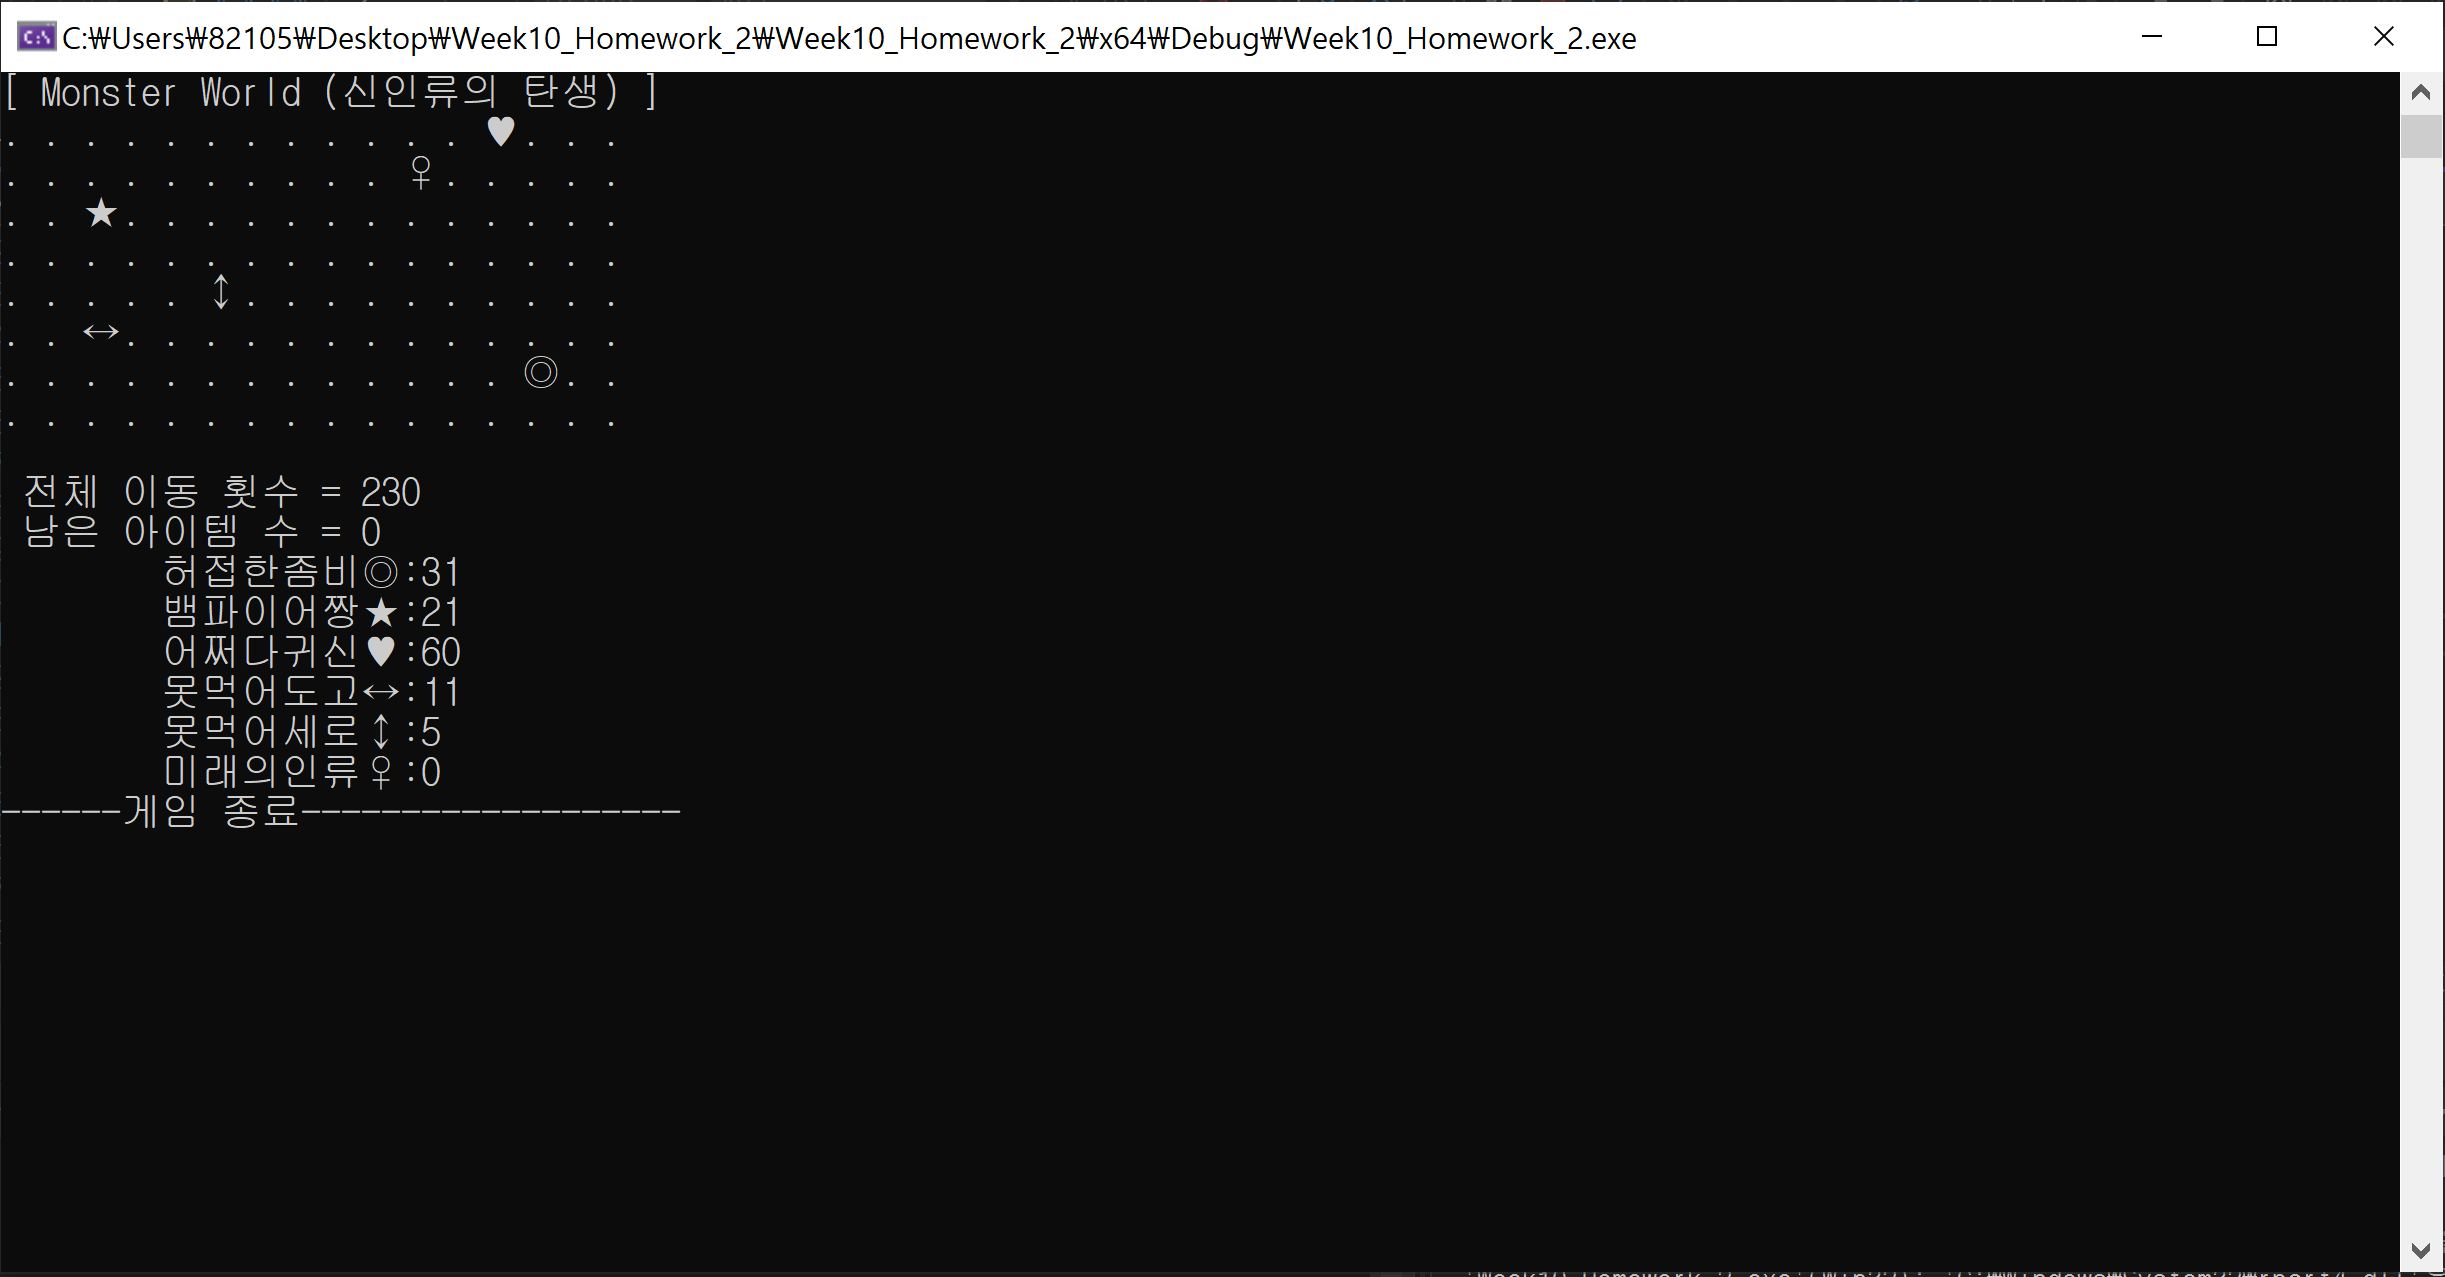 C:₩Users₩82105₩Desktop₩Week10_Homework_2₩Week10_Homework_2₩x64₩Debug₩Week10_Homework_2.exe
[ Monster World (신인류의 탄생) ]
. . . . . . . . . . . . ♥. . .
. . . . . . . . . . ♀. . . . .
. . ★. . . . . . . . . . . . .
. . . . . . . . . . . . . . . .
. . . . . ↕. . . . . . . . . .
. . ↔. . . . . . . . . . . . .
. . . . . . . . . . . . . ◎. .
. . . . . . . . . . . . . . . .
전체 이동 횟수 = 230
남은 아이템 수 = 0
허접한좀비◎:31
뱀파이어짱★:21
어쩌다귀신♥:60
못먹어도고↔:11
못먹어세로↕:5
미래의인류♀:0
------게임 종료-------------------